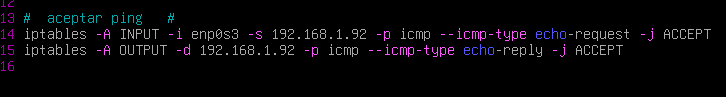 12
13 #  aceptar ping   #
14 iptables -A INPUT -i enp0s3 -s 192.168.1.92 -p icmp --icmp-type echo-request -j ACCEPT
15 iptables -A OUTPUT -d 192.168.1.92 -p icmp --icmp-type echo-reply -j ACCEPT
16